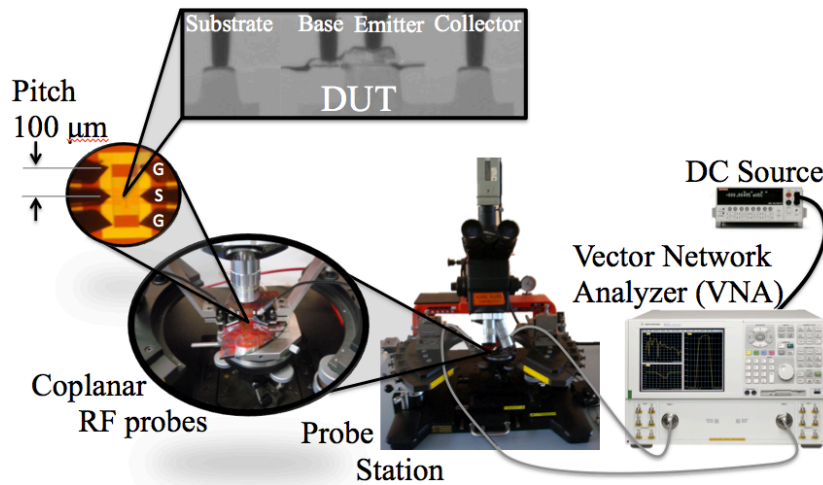 Substrate Base Emitter Collector
DUT
Pitch
100 μm
G
S
G
DC Source
Vector Network
Analyzer (VNA)
Coplanar
RF probes
Probe
Station